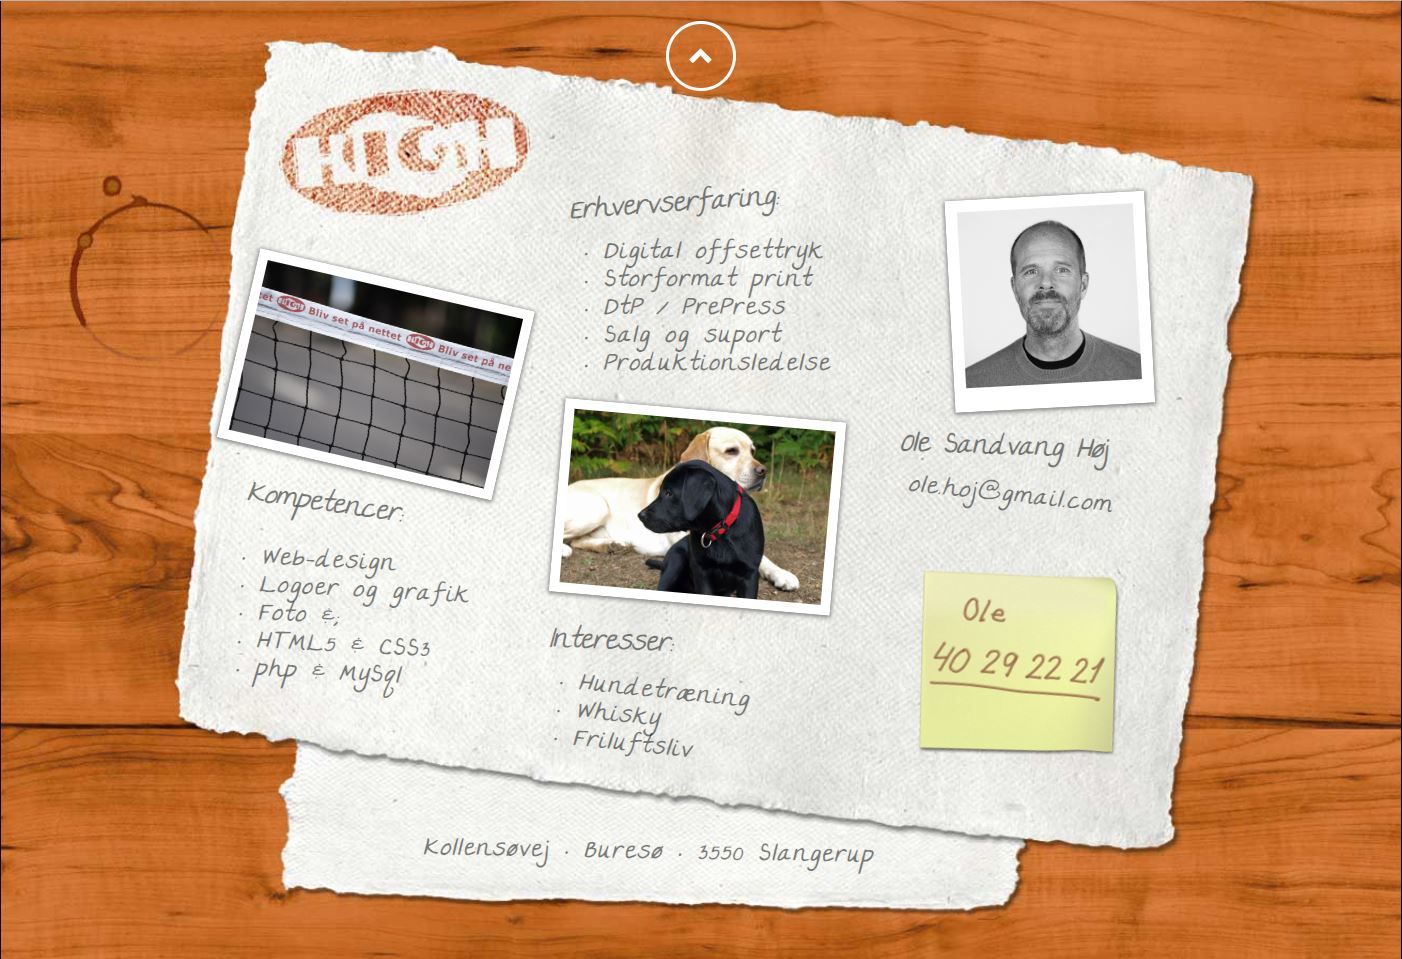 HIGH
et HIGH Bliv set på nettet HIGH Bliv set på ne
Kompetencer:
· Web-design
· Logoer og grafik
· Foto &;
· HTML5 & CSS3
· php & MySql
Erhvervserfaring:
· Digital offsettryk
· Storformat print
· DtP / PrePress
· Salg og suport
· Produktionsledelse
Interesser:
· Hundetræning
· Whisky
· Friluftsliv
Ole Sandvang Høj
ole.hoj@gmail.com
Ole
40 29 22 21
Kollensøvej · Buresø · 3550 Slangerup